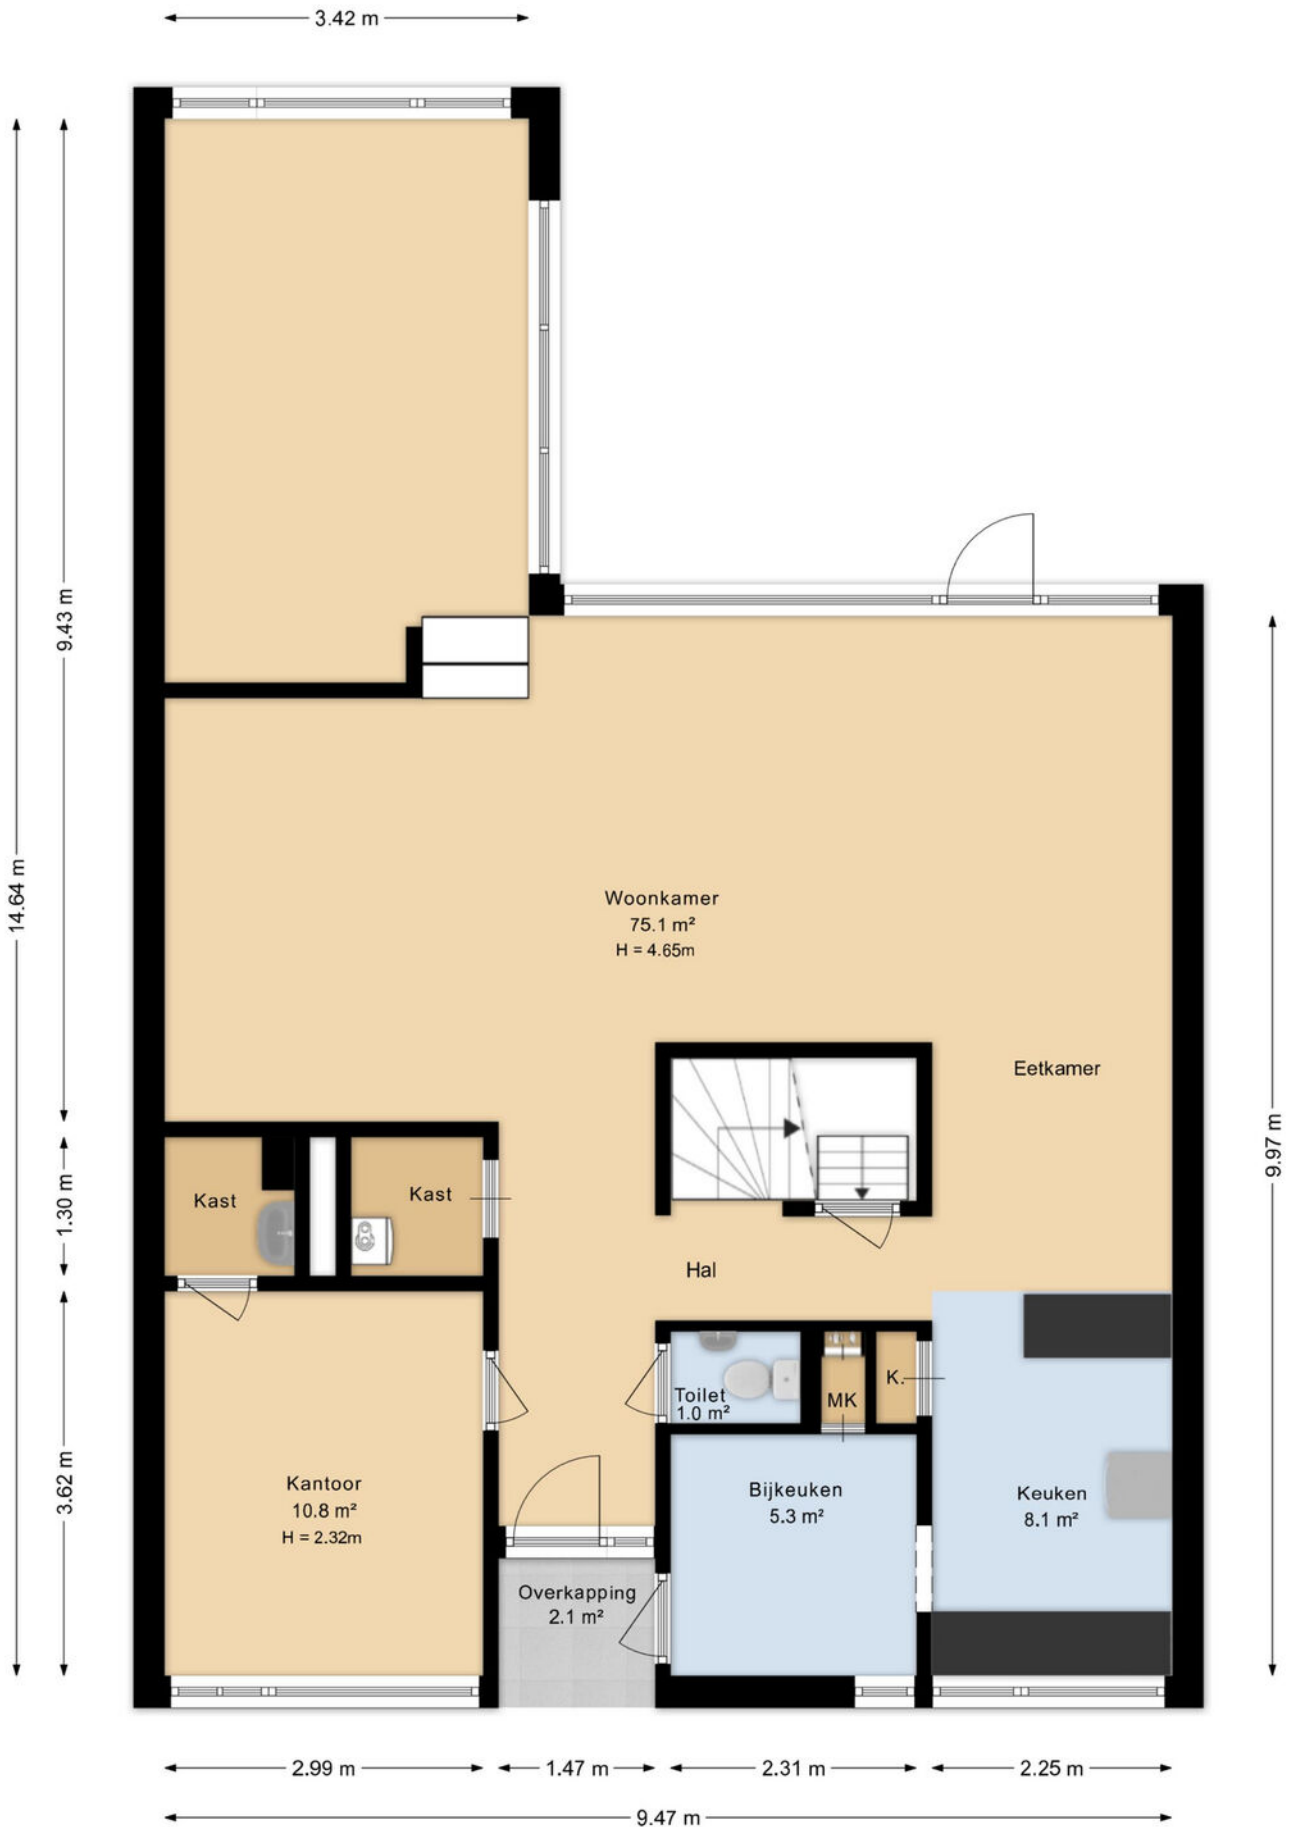 3.42 m
14.64 m
9.43 m
Woonkamer
75.1 m²
H = 4.65m
Eetkamer
9.97 m
1.30 m
Kast
Kast
Hal
Toilet
1.0 m²
MK
K.
3.62 m
Kantoor
10.8 m²
H = 2.32m
Bijkeuken
5.3 m²
Keuken
8.1 m²
Overkapping
2.1 m²
2.99 m
1.47 m
2.31 m
2.25 m
9.47 m